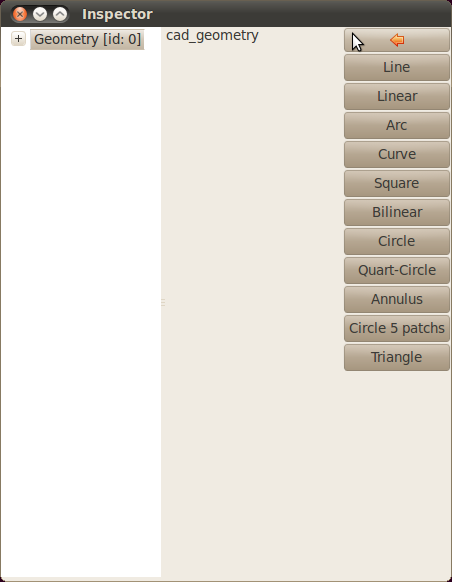 Inspector
Geometry [id: 0]
cad_geometry
Line
Linear
Arc
Curve
Square
Bilinear
Circle
Quart-Circle
Annulus
Circle 5 patchs
Triangle